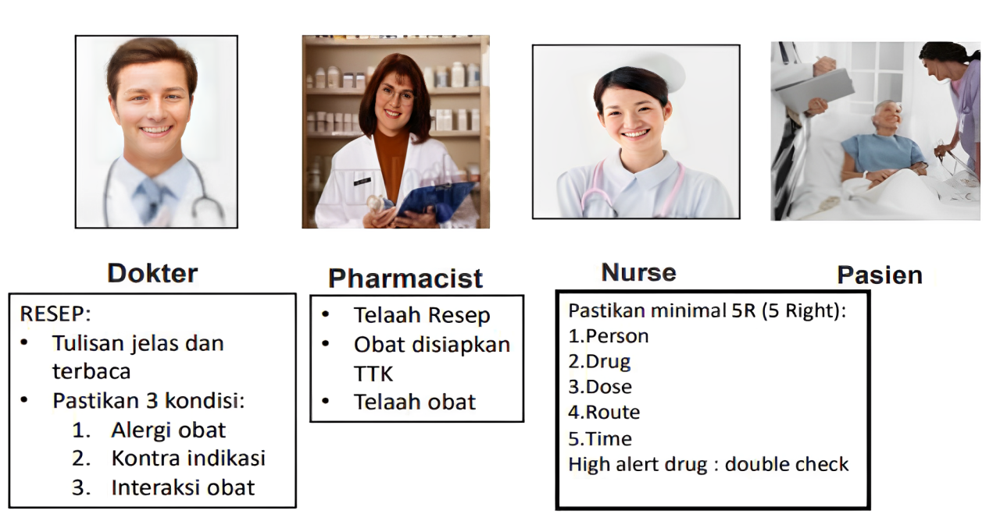 Dokter
RESEP:
• Tulisan jelas dan
terbaca
• Pastikan 3 kondisi:
1. Alergi obat
2. Kontra indikasi
3. Interaksi obat
Pharmacist
• Telaah Resep
• Obat disiapkan
TTK
• Telaah obat
Nurse
Pastikan minimal 5R (5 Right):
1.Person
2.Drug
3.Dose
4.Route
5.Time
High alert drug : double check
Pasien